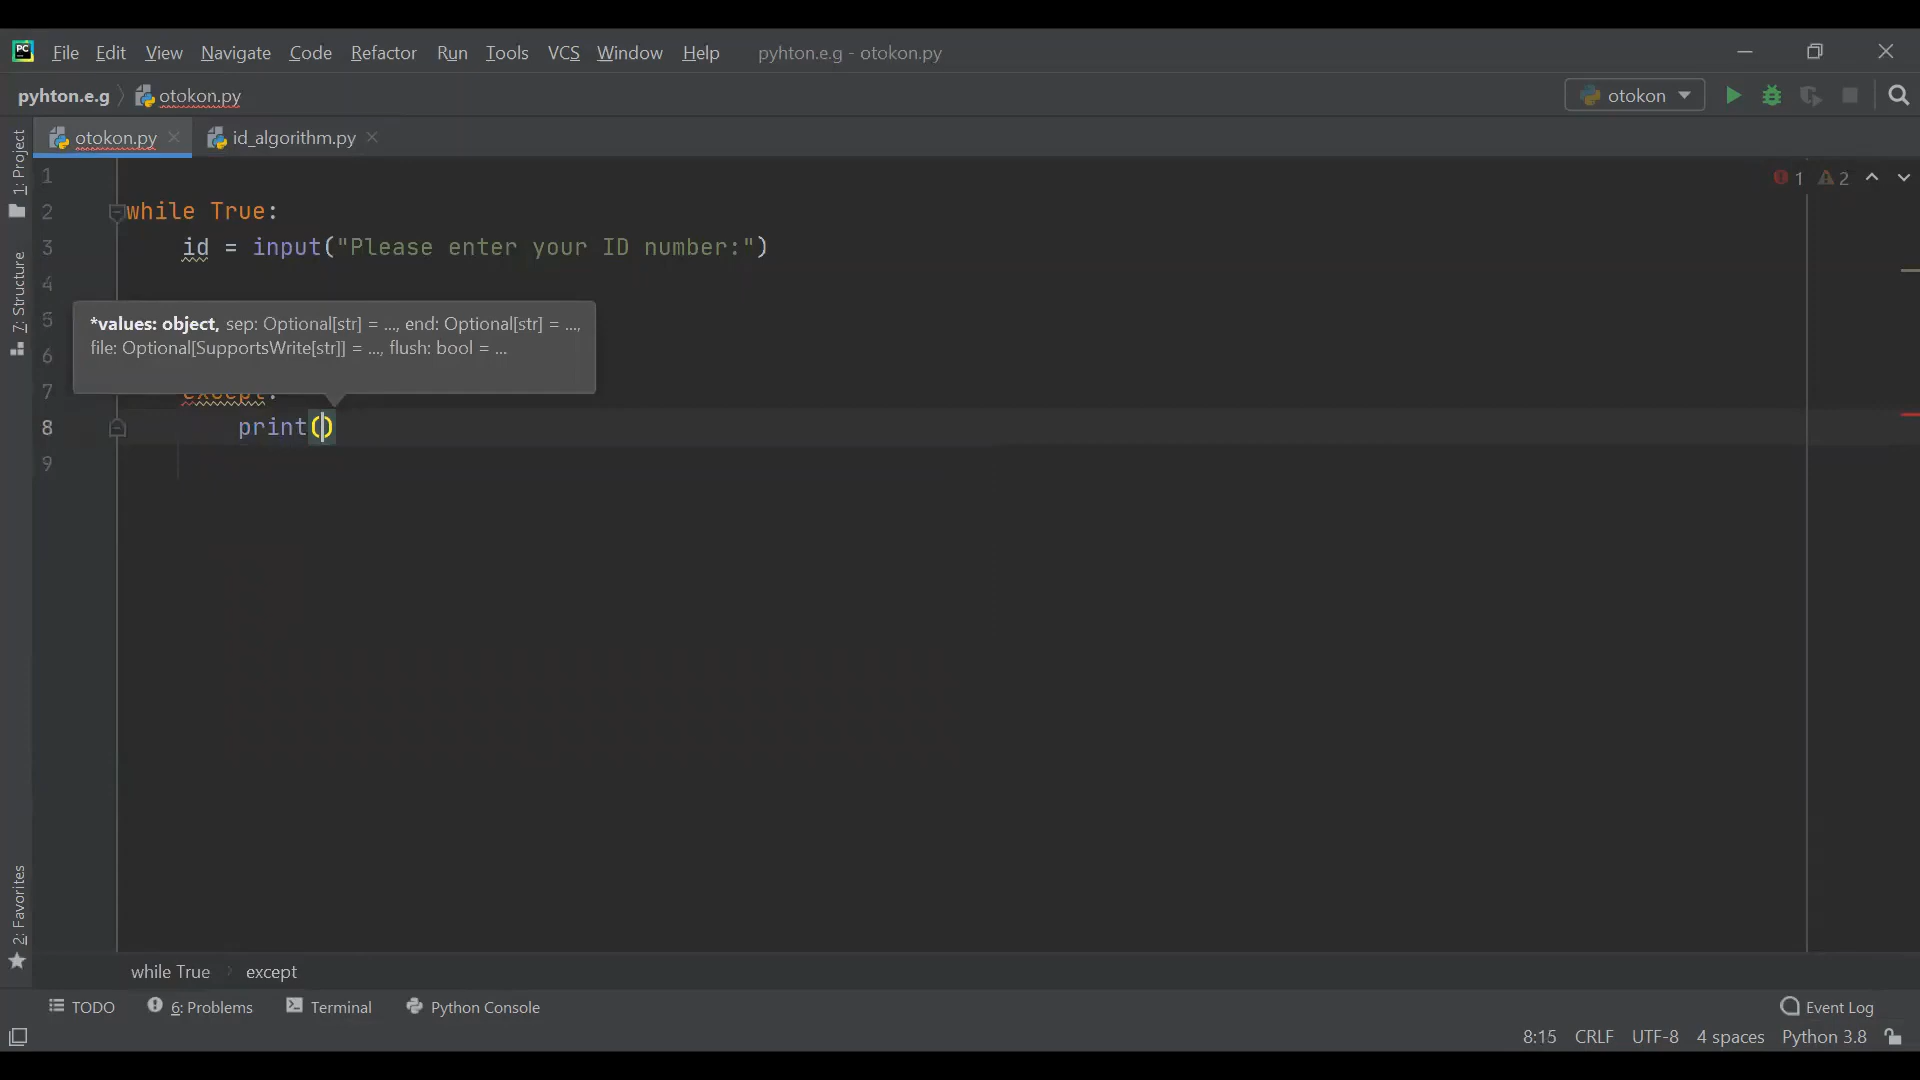 File Edit View Navigate Code Refactor Run Tools VCS Window Help pyhton.e.g - otokon.py
pyhton.e.g otokon.py otokon
otokon.py id_algorithm.py
1: Project
7: Structure
2: Favorites
1
2 while True:
3 id = input("Please enter your ID number:")
4
5
6
7 except:
8 print()
9
*values: object, sep: Optional[str] = ..., end: Optional[str] = ...,
file: Optional[SupportsWrite[str]] = ..., flush: bool = ...
1 2
while True except
TODO 6: Problems Terminal Python Console Event Log
8:15 CRLF UTF-8 4 spaces Python 3.8